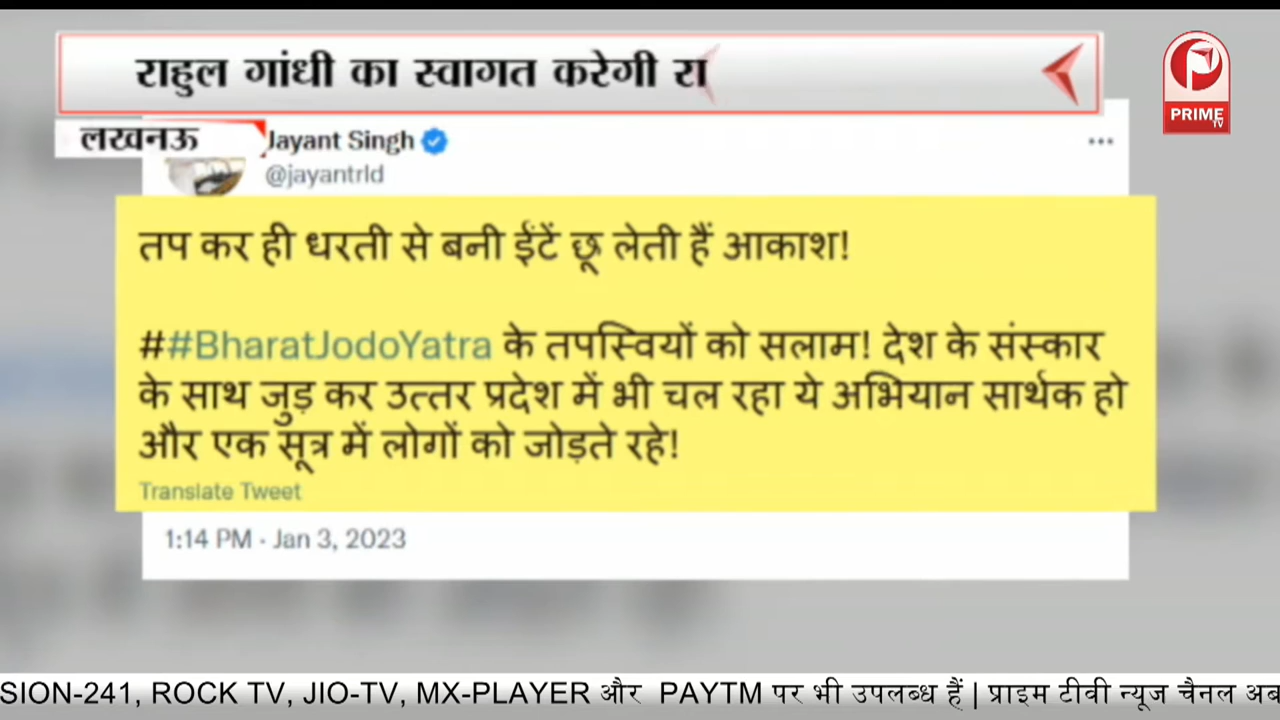 राहुल गांधी का स्वागत करेगी रा
PRIME
TV
लखनऊ
Jayant Singh
@jayantrld
तप कर ही धरती से बनी ईंटें छू लेती हैं आकाश!
##BharatJodoYatra के तपस्वियों को सलाम! देश के संस्कार
के साथ जुड़ कर उत्तर प्रदेश में भी चल रहा ये अभियान सार्थक हो
और एक सूत्र में लोगों को जोड़ते रहे!
Translate Tweet
1:14 PM · Jan 3, 2023
SION-241, ROCK TV, JIO-TV, MX-PLAYER और PAYTM पर भी उपलब्ध हैं | प्राइम टीवी न्यूज चैनल अब